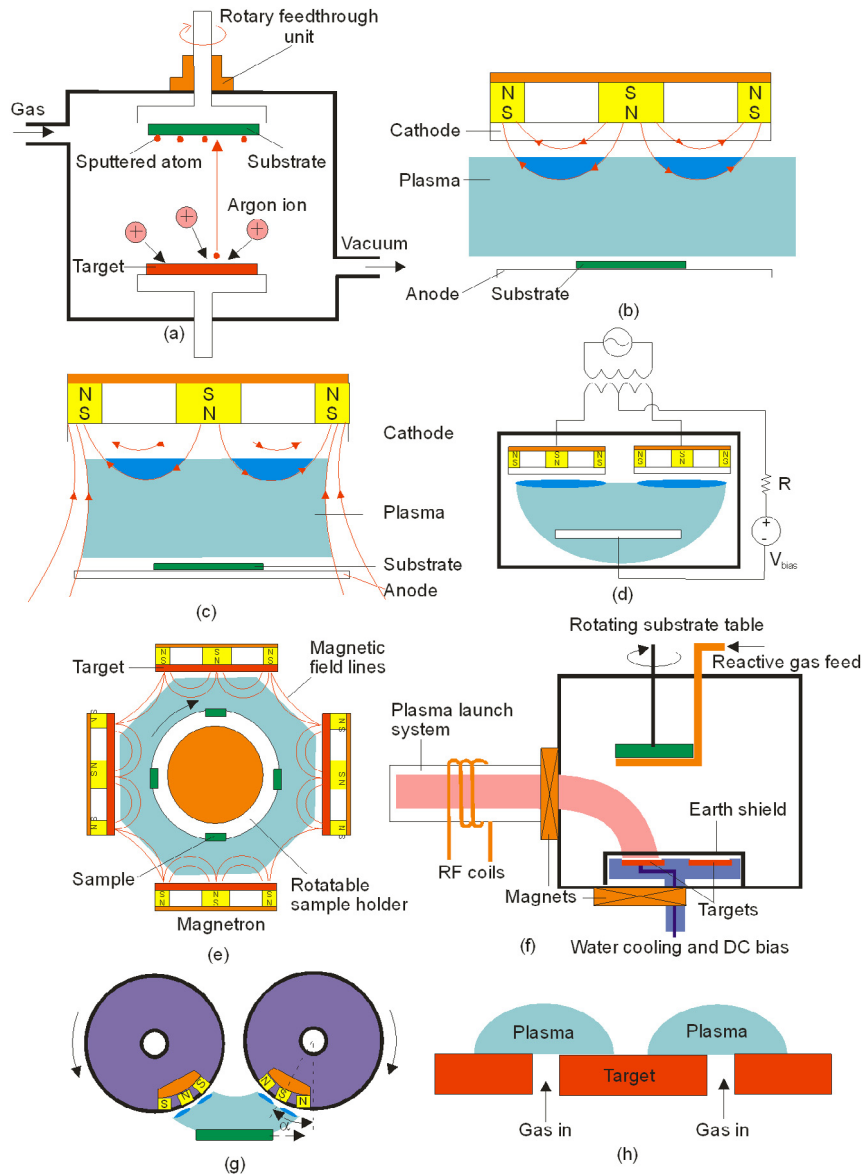 Rotary feedthrough
unit
Gas
Sputtered atom
Substrate
Argon ion
Target
Vacuum
(a)
N S N
S N S
Cathode
Plasma
Anode
Substrate
(b)
N S N
S N S
Cathode
Plasma
Substrate
Anode
(c)
N S N N S N
S N S S N S
R
V bias
(d)
Target
Magnetic
field lines
N S N
S N S
N S N S
S N S N
N S N S
Sample
Rotatable
sample holder
S N S
N S N
Magnetron
(e)
Rotating substrate table
Reactive gas feed
Plasma launch
system
Earth shield
RF coils
Magnets
Targets
Water cooling and DC bias
(f)
S N S N S N
α
(g)
Plasma Plasma
Target
Gas in Gas in
(h)